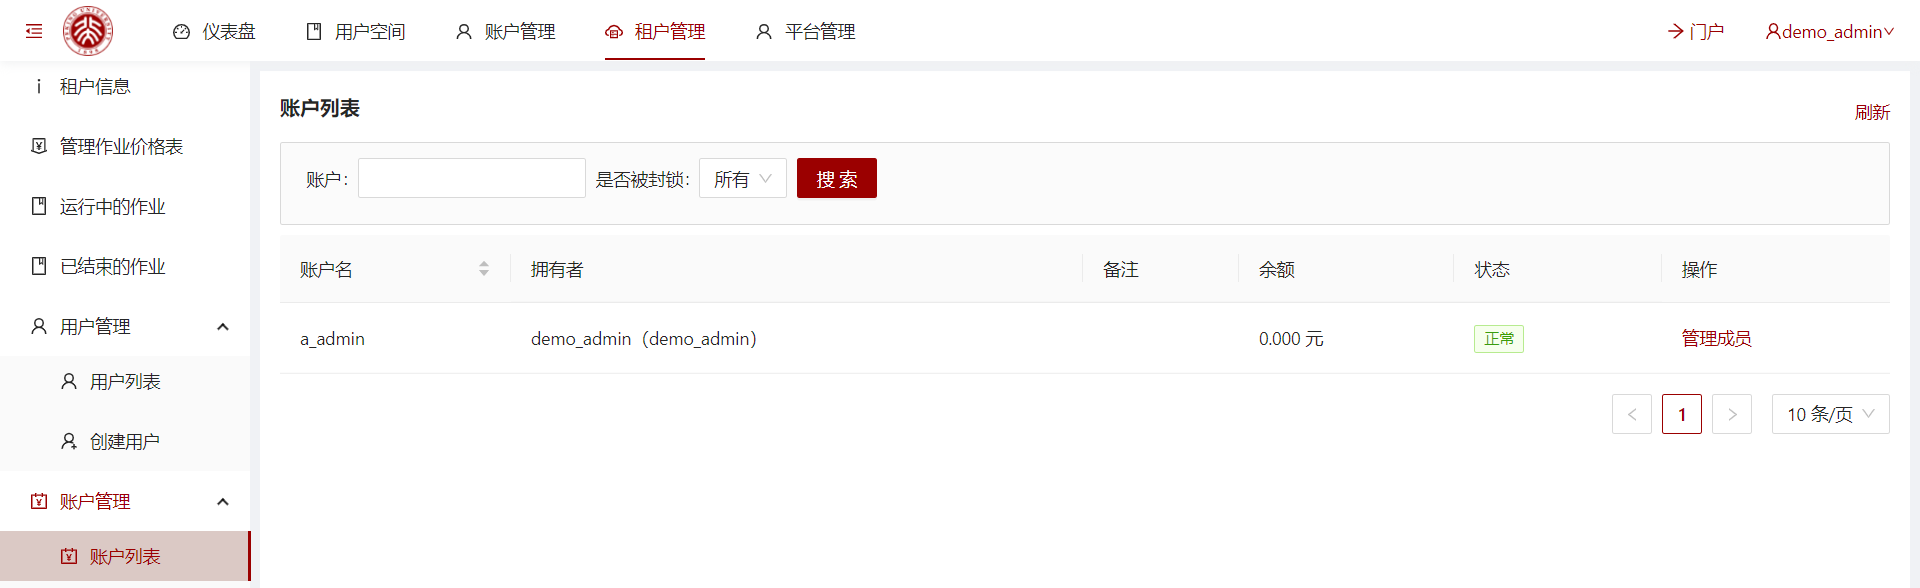 仪表盘
用户空间
账户管理
租户管理
平台管理
门户
demo_admin
租户信息
管理作业价格表
运行中的作业
已结束的作业
用户管理
用户列表
创建用户
账户管理
账户列表
账户列表
刷新
账户:
是否被封锁:
所有
搜 索
账户名
拥有者
备注
余额
状态
操作
a_admin
demo_admin（demo_admin）
0.000 元
正常
管理成员
<
1
>
10 条/页